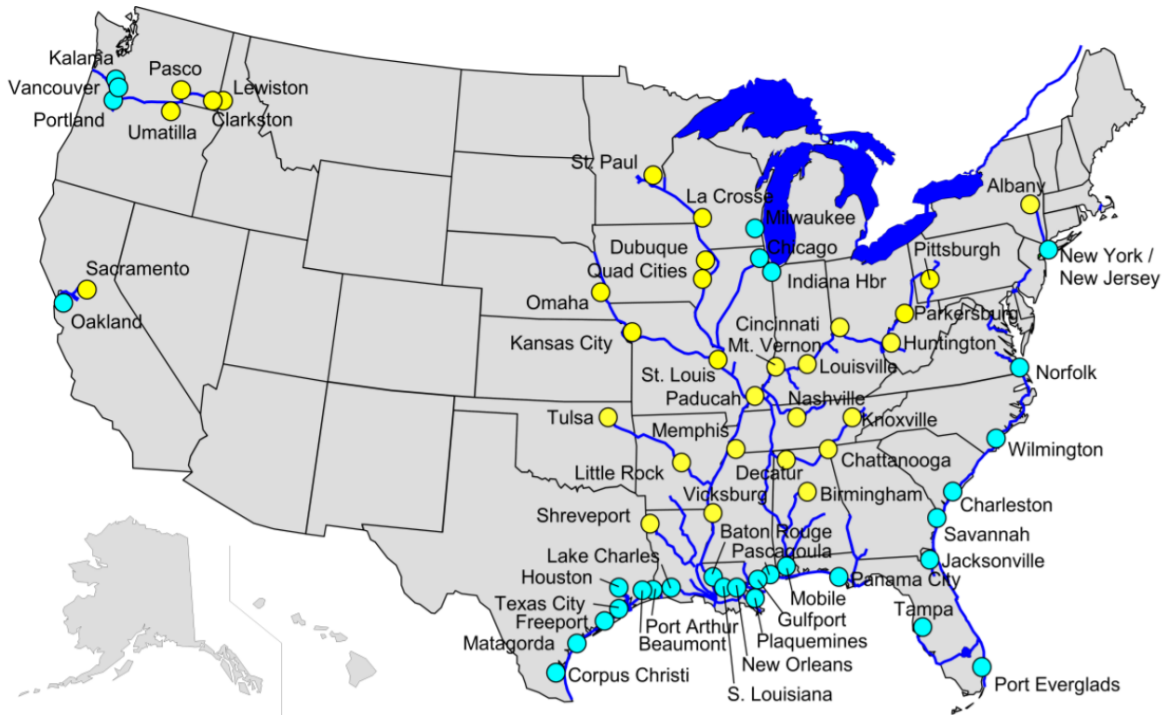 Kalama
Vancouver
Portland
Pasco
Umatilla
Lewiston
Clarkston
Sacramento
Oakland
St. Paul
La Crosse
Milwaukee
Dubuque
Chicago
Quad Cities
Indiana Hbr
Omaha
Kansas City
St. Louis
Albany
New York /
New Jersey
Pittsburgh
Parkersburg
Cincinnati
Mt. Vernon
Huntington
Louisville
Norfolk
Paducah
Nashville
Knoxville
Tulsa
Memphis
Wilmington
Little Rock
Decatur
Chattanooga
Vicksburg
Birmingham
Charleston
Shreveport
Baton Rouge
Savannah
Pascagoula
Lake Charles
Jacksonville
Houston
Panama City
Texas City
Mobile
Tampa
Freeport
Port Arthur
Gulfport
Matagorda
Beaumont
Plaquemines
New Orleans
Corpus Christi
S. Louisiana
Port Everglads